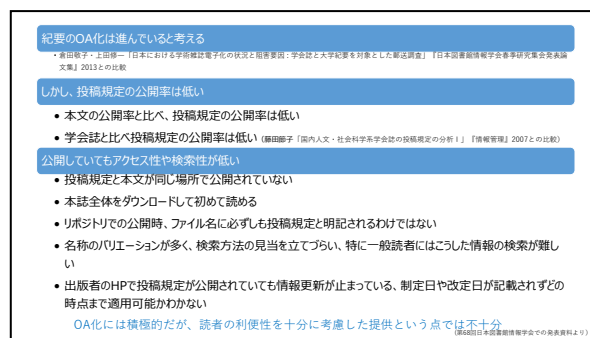 紀要のOA化は進んでいると考える
・倉田敬子・上田修一「日本における学術雑誌電子化の状況と阻害要因:学会誌と大学紀要を対象とした郵送調査」『日本図書館情報学会春季研究集会発表論
文集』2013との比較
しかし、投稿規定の公開率は低い
• 本文の公開率と比べ、投稿規定の公開率は低い
• 学会誌と比べ投稿規定の公開率は低い(藤田節子「国内人文・社会科学系学会誌の投稿規定の分析Ⅰ」『情報管理』2007との比較)
公開していてもアクセス性や検索性が低い
• 投稿規定と本文が同じ場所で公開されていない
• 本誌全体をダウンロードして初めて読める
• リポジトリでの公開時、ファイル名に必ずしも投稿規定と明記されるわけではない
• 名称のバリエーションが多く、検索方法の見当を立てづらい、特に一般読者にはこうした情報の検索が難し
い
• 出版者のHPで投稿規定が公開されていても情報更新が止まっている、制定日や改定日が記載されずどの
時点まで適用可能かわかない
OA化には積極的だが、読者の利便性を十分に考慮した提供という点では不十分
(第68回日本図書館情報学会での発表資料より)